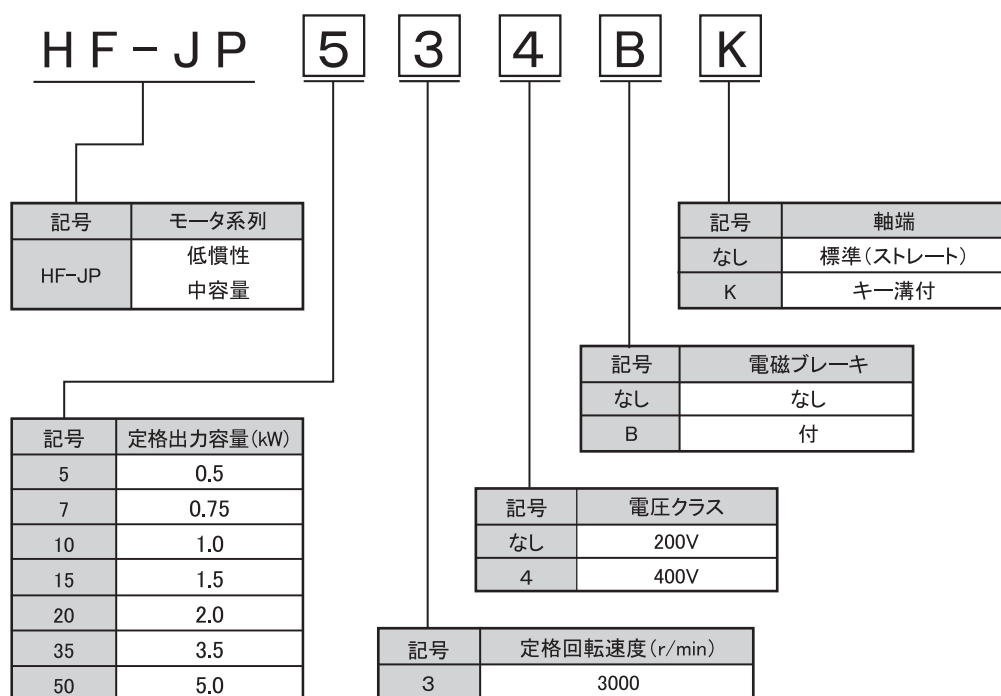 HF-JP 5 3 4 B K
記号 モータ系列
HF-JP 低慣性
中容量
記号 軸端
なし 標準(ストレート)
K キー溝付
記号 電磁ブレーキ
なし なし
B 付
記号 定格出力容量(kW)
5 0.5
7 0.75
10 1.0
15 1.5
20 2.0
35 3.5
50 5.0
記号 電圧クラス
なし 200V
4 400V
記号 定格回転速度(r/min)
3 3000